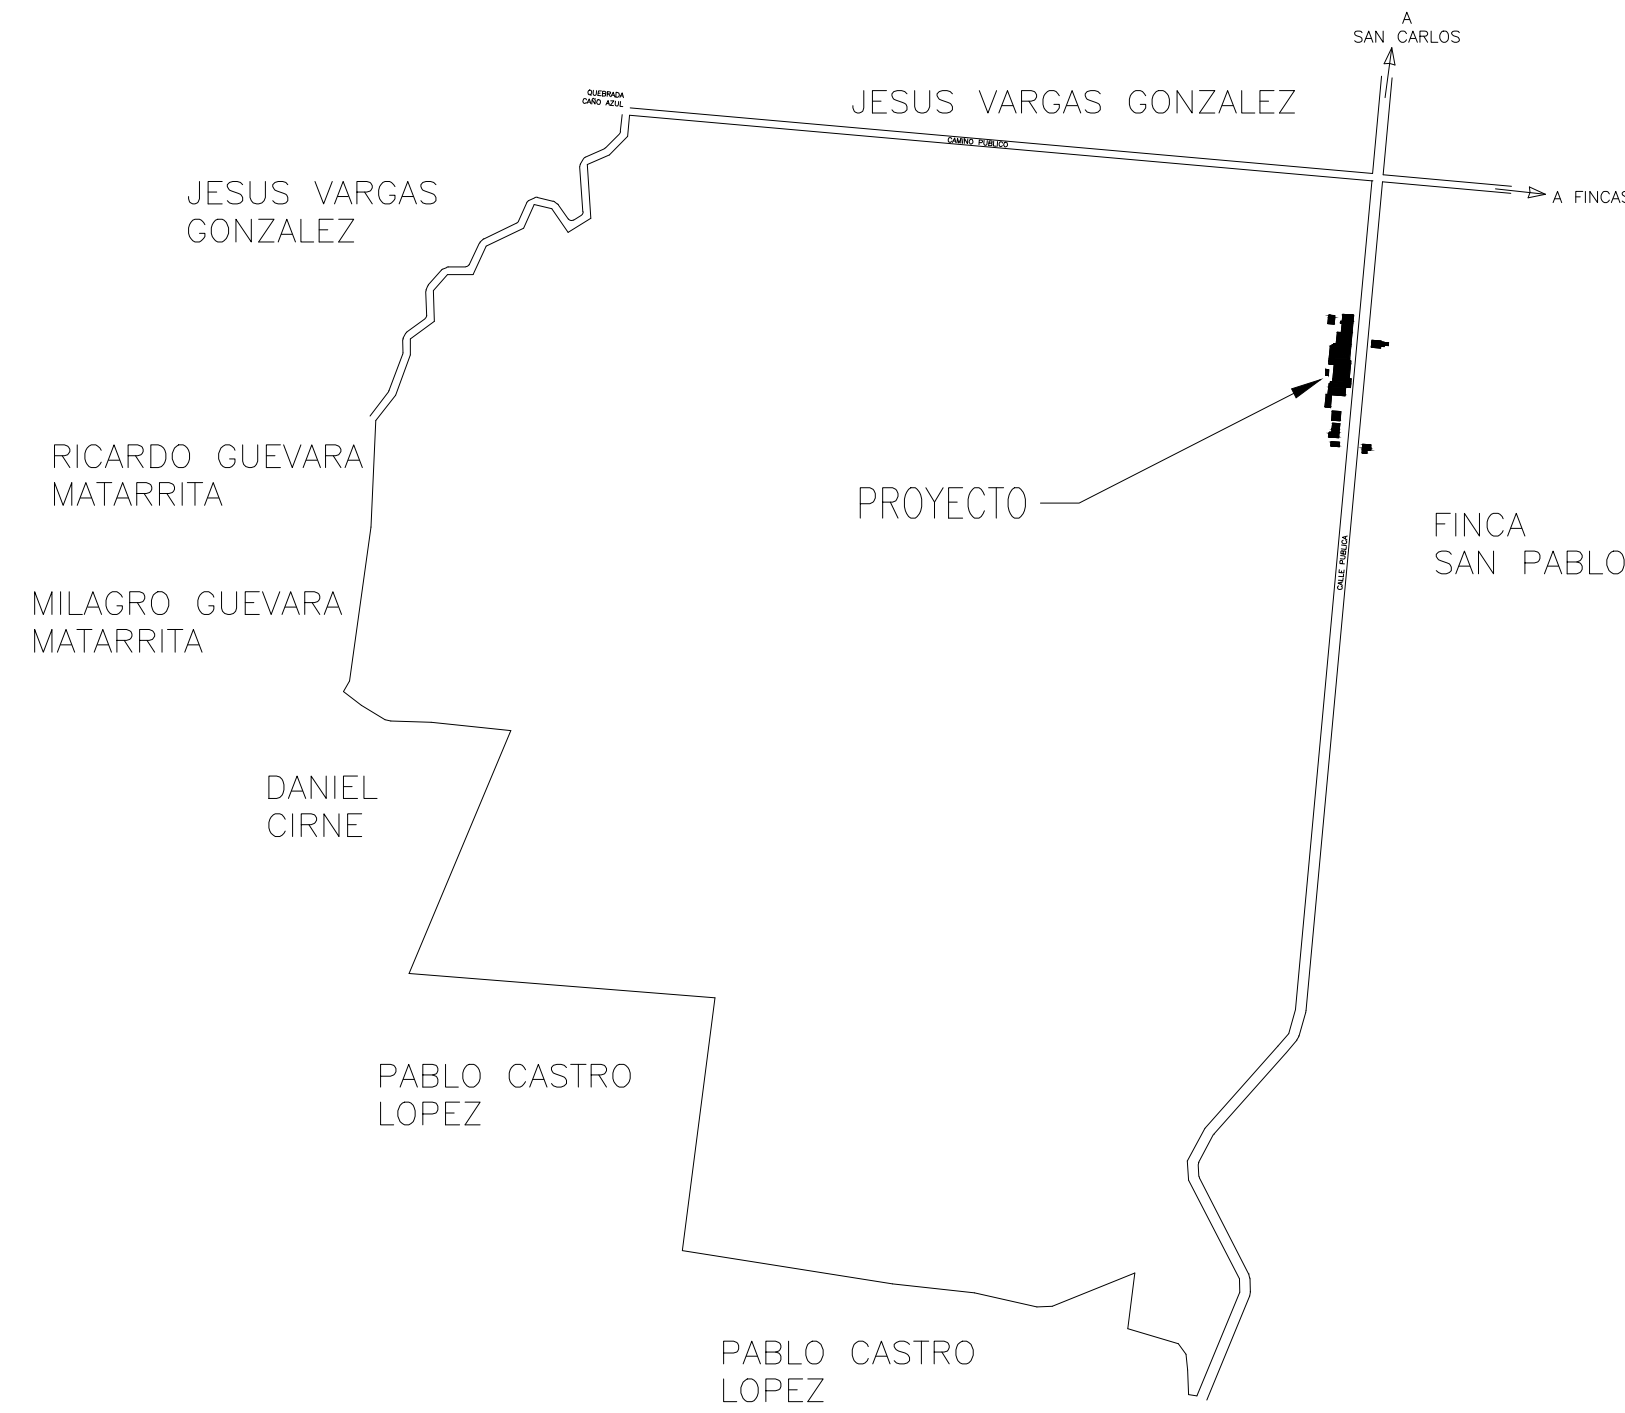 A
SAN CARLOS
QUEBRADA
CAÑO AZUL
JESUS VARGAS GONZALEZ
CAMINO PUBLICO
A FINCAS
JESUS VARGAS
GONZALEZ
RICARDO GUEVARA
MATARRITA
PROYECTO
FINCA
SAN PABLO
CALLE PUBLICA
MILAGRO GUEVARA
MATARRITA
DANIEL
CIRNE
PABLO CASTRO
LOPEZ
PABLO CASTRO
LOPEZ